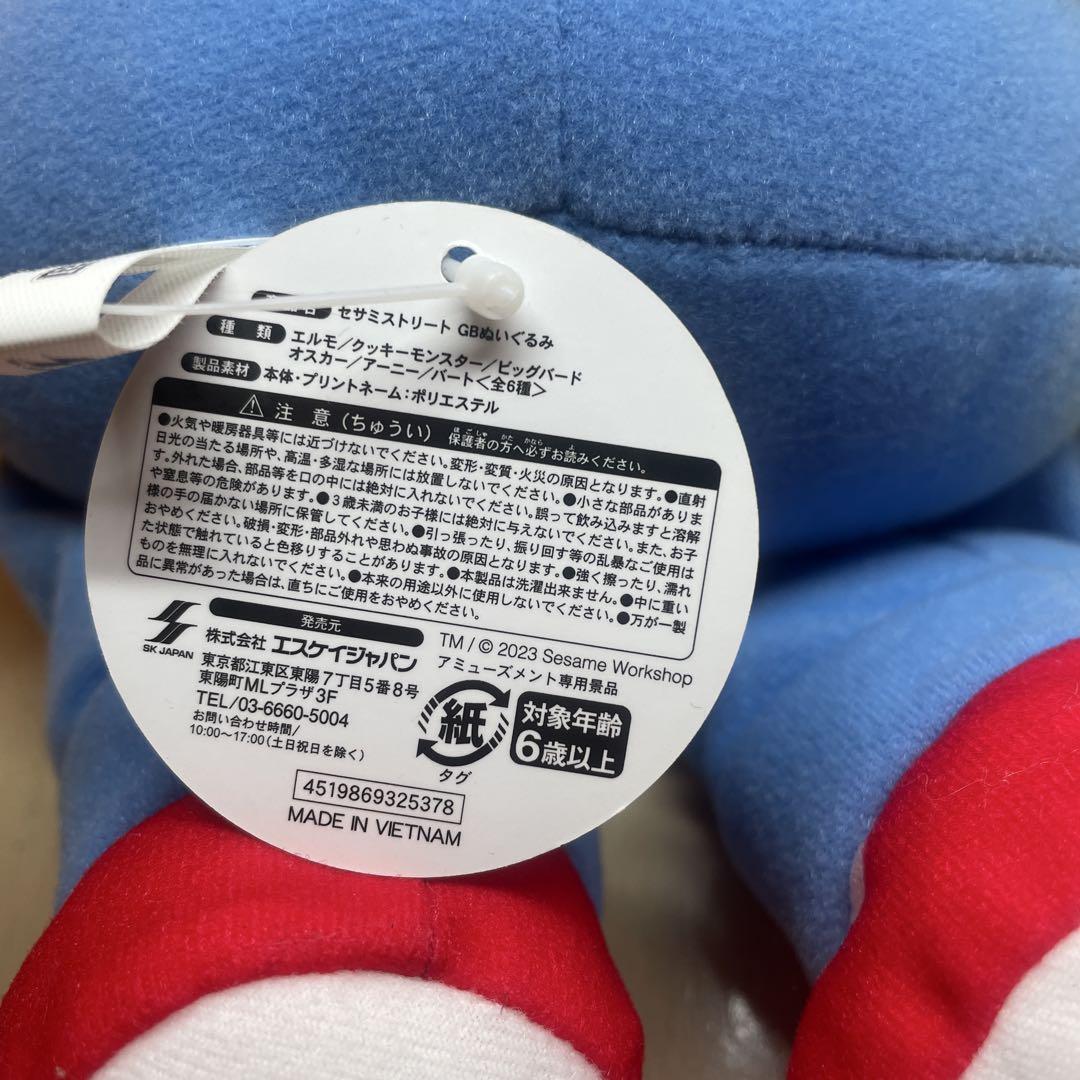 セサミストリート GBぬいぐるみ
種類 エルモ/クッキーモンスター/ビッグバード
オスカー/アーニー/バート<全6種>
製品素材 本体・プリントネーム:ポリエステル
注意(ちゅうい) 保護者の方へ必ずお読みください。
ほごしゃ かた かなら よ
●火気や暖房器具等には近づけないでください。変形・変質・火災の原因となります。●直射
日光の当たる場所や、高温・多湿な場所には放置しないでください。●小さな部品がありま
す。外れた場合、部品等を口の中には絶対に入れないでください。誤って飲み込みますと溶解
や窒息等の危険があります。●3歳未満のお子様には絶対に与えないでください。また、お子
様の手の届かない場所に保管してください。●引っ張ったり、振り回す等の乱暴なご使用は
おやめください。破損・変形・部品外れや思わぬ事故の原因となります。●強く擦ったり、濡れ
た状態で触れていると色移りすることがあります。●本製品は洗濯出来ません。●中に重い
ものを無理に入れないでください。●本来の用途以外に使用しないでください。●万が一製
品に異常があった場合は、直ちにご使用をおやめください。
発売元
SK JAPAN
株式会社 エスケイジャパン
東京都江東区東陽7丁目5番8号
東陽町MLプラザ3F
TEL/03-6660-5004
お問い合わせ時間/
10:00〜17:00(土日祝日を除く)
TM/© 2023 Sesame Workshop
アミューズメント専用景品
紙
タグ
対象年齢
6歳以上
4519869325378
MADE IN VIETNAM